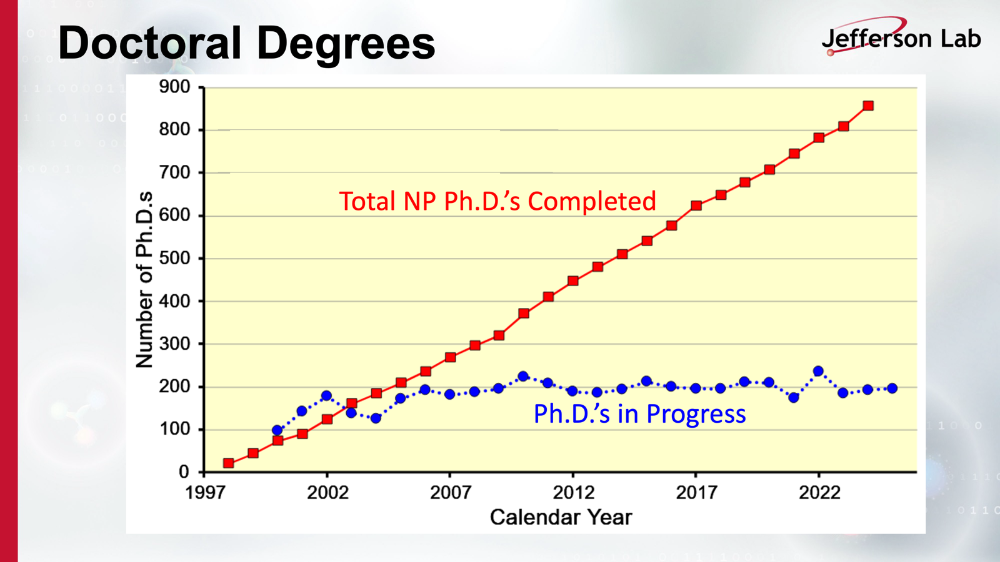 Doctoral Degrees
Jefferson Lab
900
800
700
600
500
400
300
200
100
0
Number of Ph.D.s
Total NP Ph.D.’s Completed
Ph.D.’s in Progress
1997 2002 2007 2012 2017 2022
Calendar Year